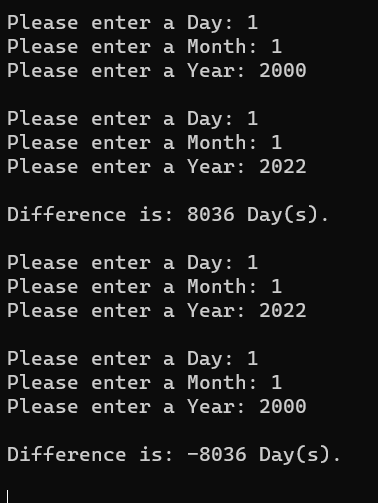 Please enter a Day: 1
Please enter a Month: 1
Please enter a Year: 2000
Please enter a Day: 1
Please enter a Month: 1
Please enter a Year: 2022
Difference is: 8036 Day(s).
Please enter a Day: 1
Please enter a Month: 1
Please enter a Year: 2022
Please enter a Day: 1
Please enter a Month: 1
Please enter a Year: 2000
Difference is: -8036 Day(s).